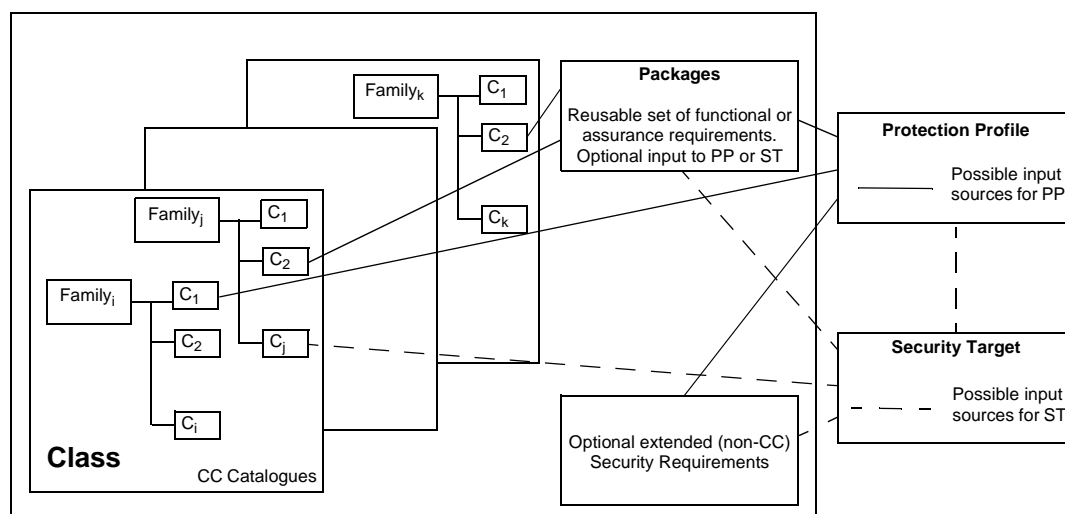 Family_k
C_1
C_2
C_k
Packages
Reusable set of functional or
assurance requirements.
Optional input to PP or ST
Protection Profile
Possible input
sources for PP
Family_j
C_1
C_2
C_j
Family_i
C_1
C_2
C_i
Class
CC Catalogues
Optional extended (non-CC)
Security Requirements
Security Target
Possible input
sources for ST